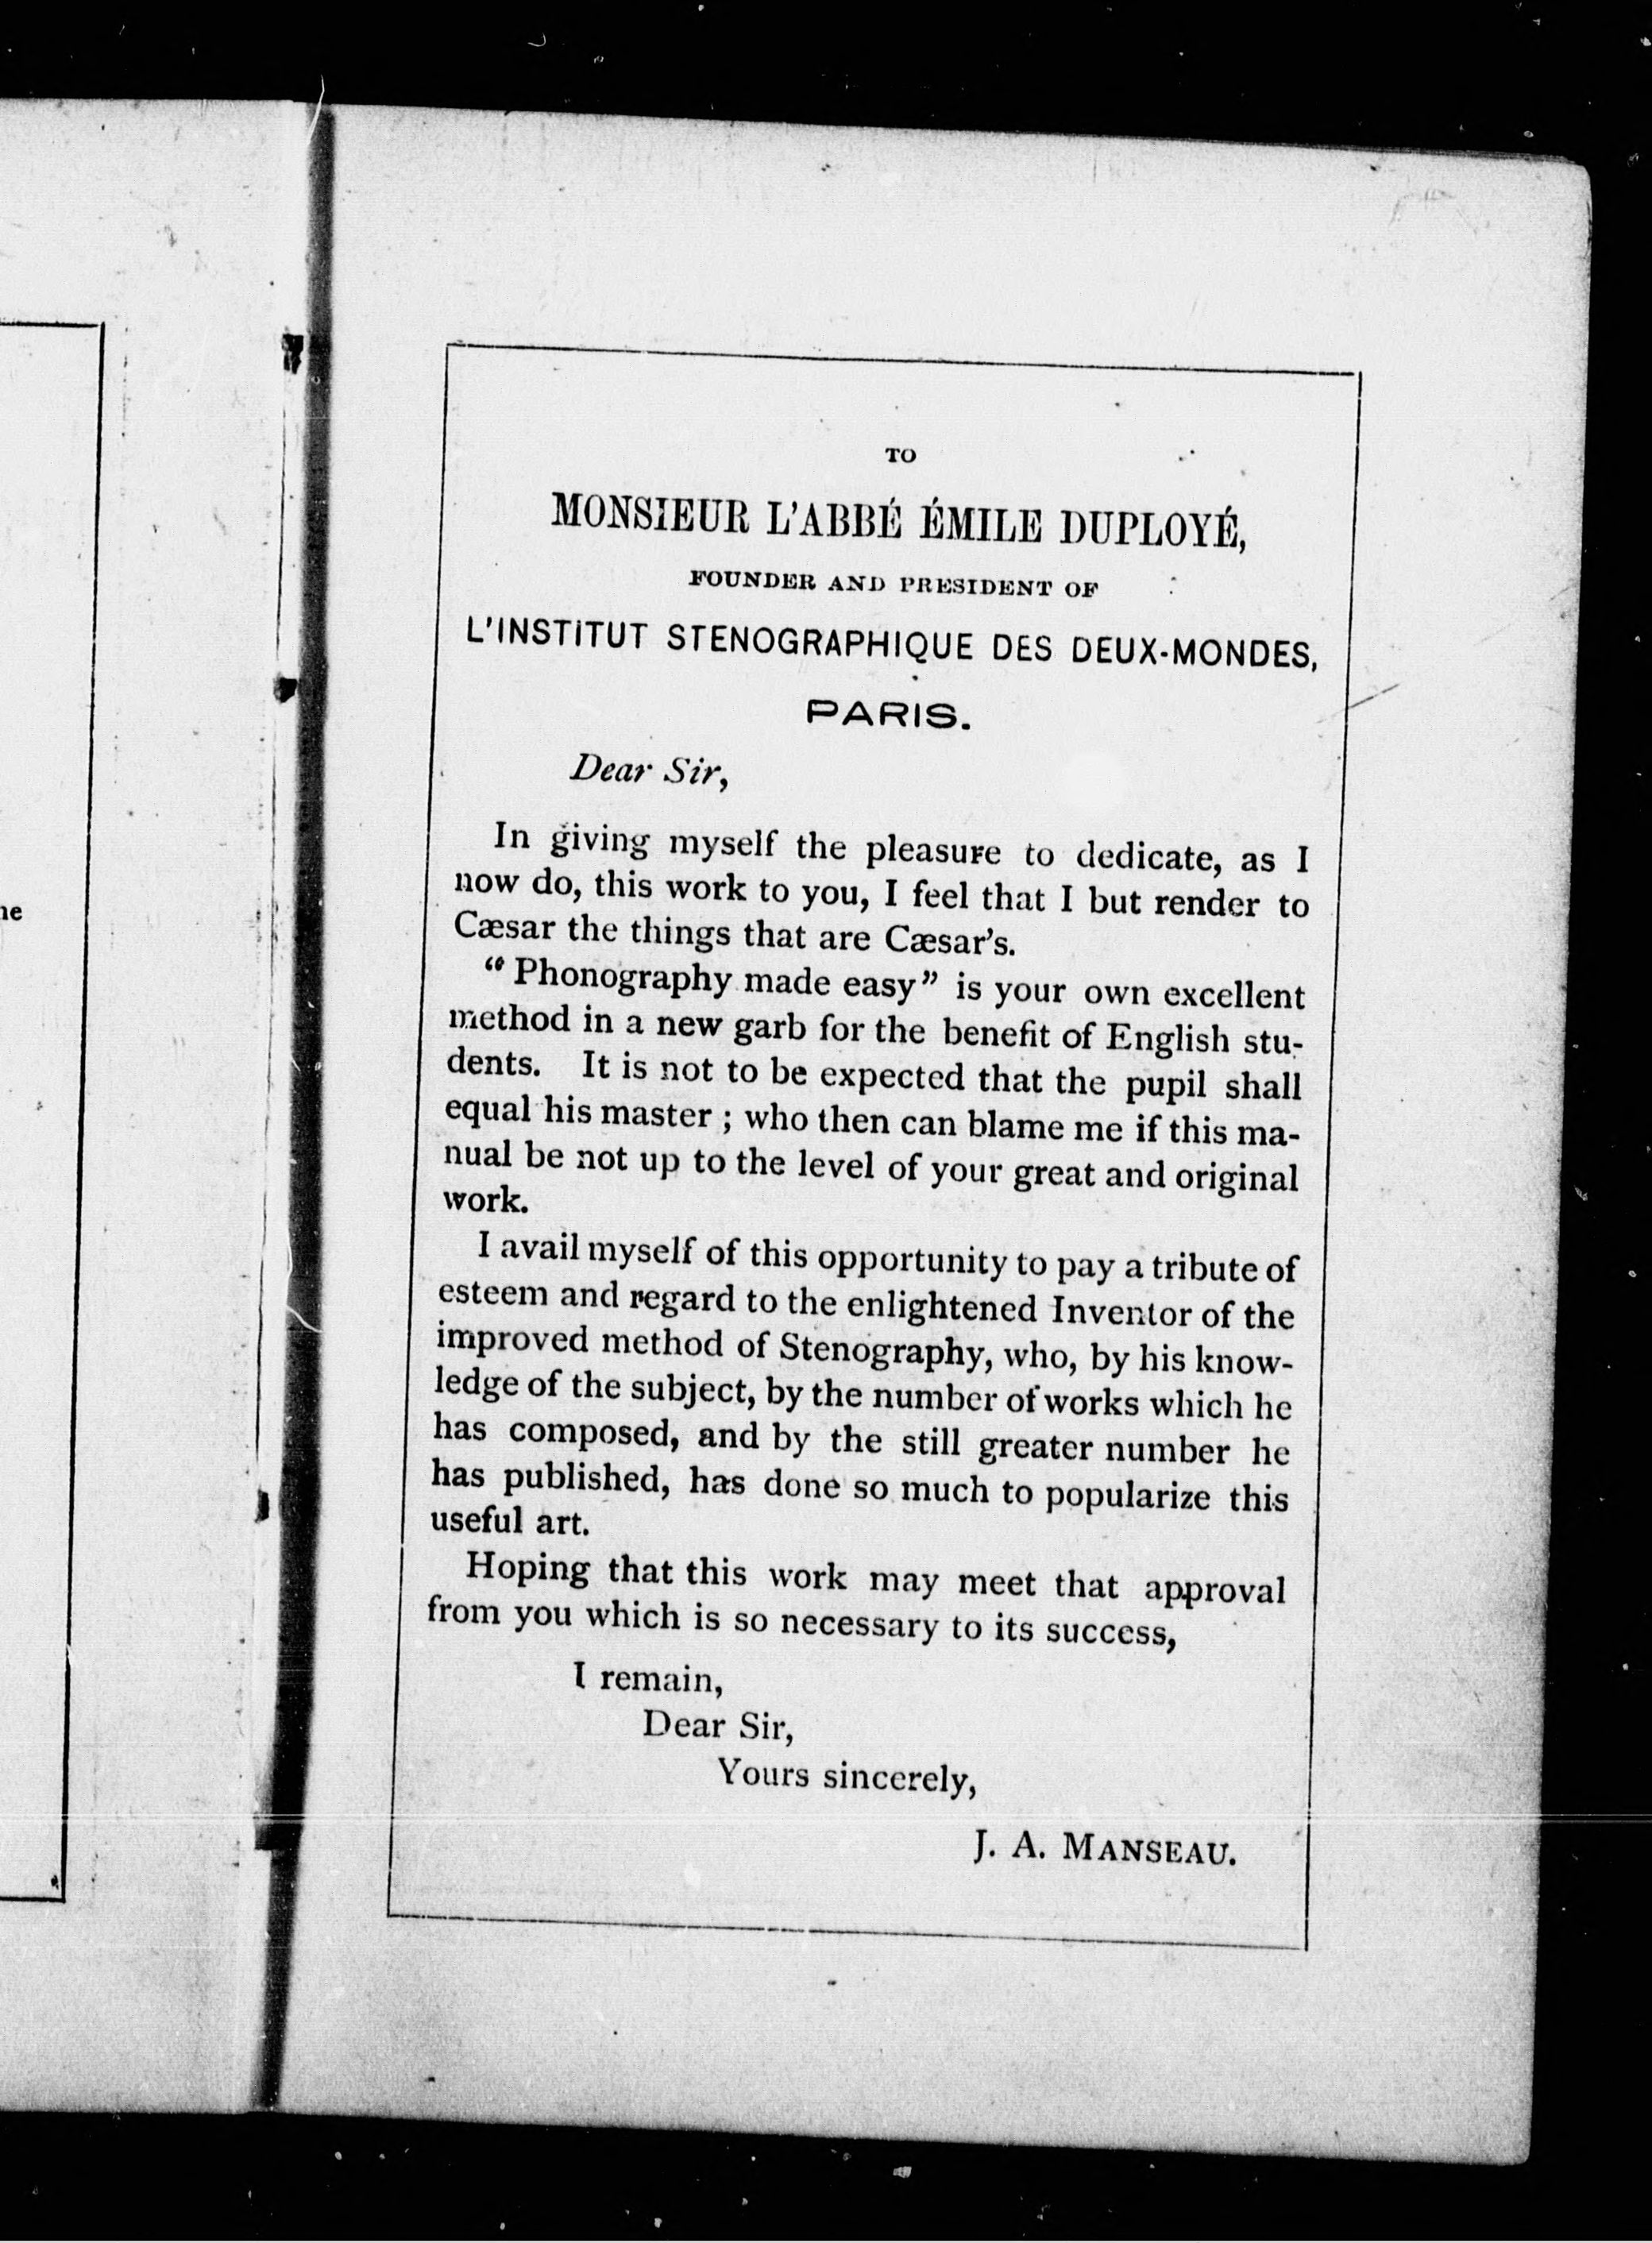 TO
MONSIEUR L'ABBÉ ÉMILE DUPLOYÉ,
FOUNDER AND PRESIDENT OF
L'INSTITUT STENOGRAPHIQUE DES DEUX-MONDES,
PARIS.
Dear Sir,
In giving myself the pleasure to dedicate, as I
now do, this work to you, I feel that I but render to
Cæsar the things that are Cæsar's.
“ Phonography made easy” is your own excellent
method in a new garb for the benefit of English stu-
dents. It is not to be expected that the pupil shall
equal his master ; who then can blame me if this ma-
nual be not up to the level of your great and original
work.
I avail myself of this opportunity to pay a tribute of
esteem and regard to the enlightened Inventor of the
improved method of Stenography, who, by his know-
ledge of the subject, by the number of works which he
has composed, and by the still greater number he
has published, has done so much to popularize this
useful art.
Hoping that this work may meet that approval
from you which is so necessary to its success,
I remain,
Dear Sir,
Yours sincerely,
J. A. MANSEAU.